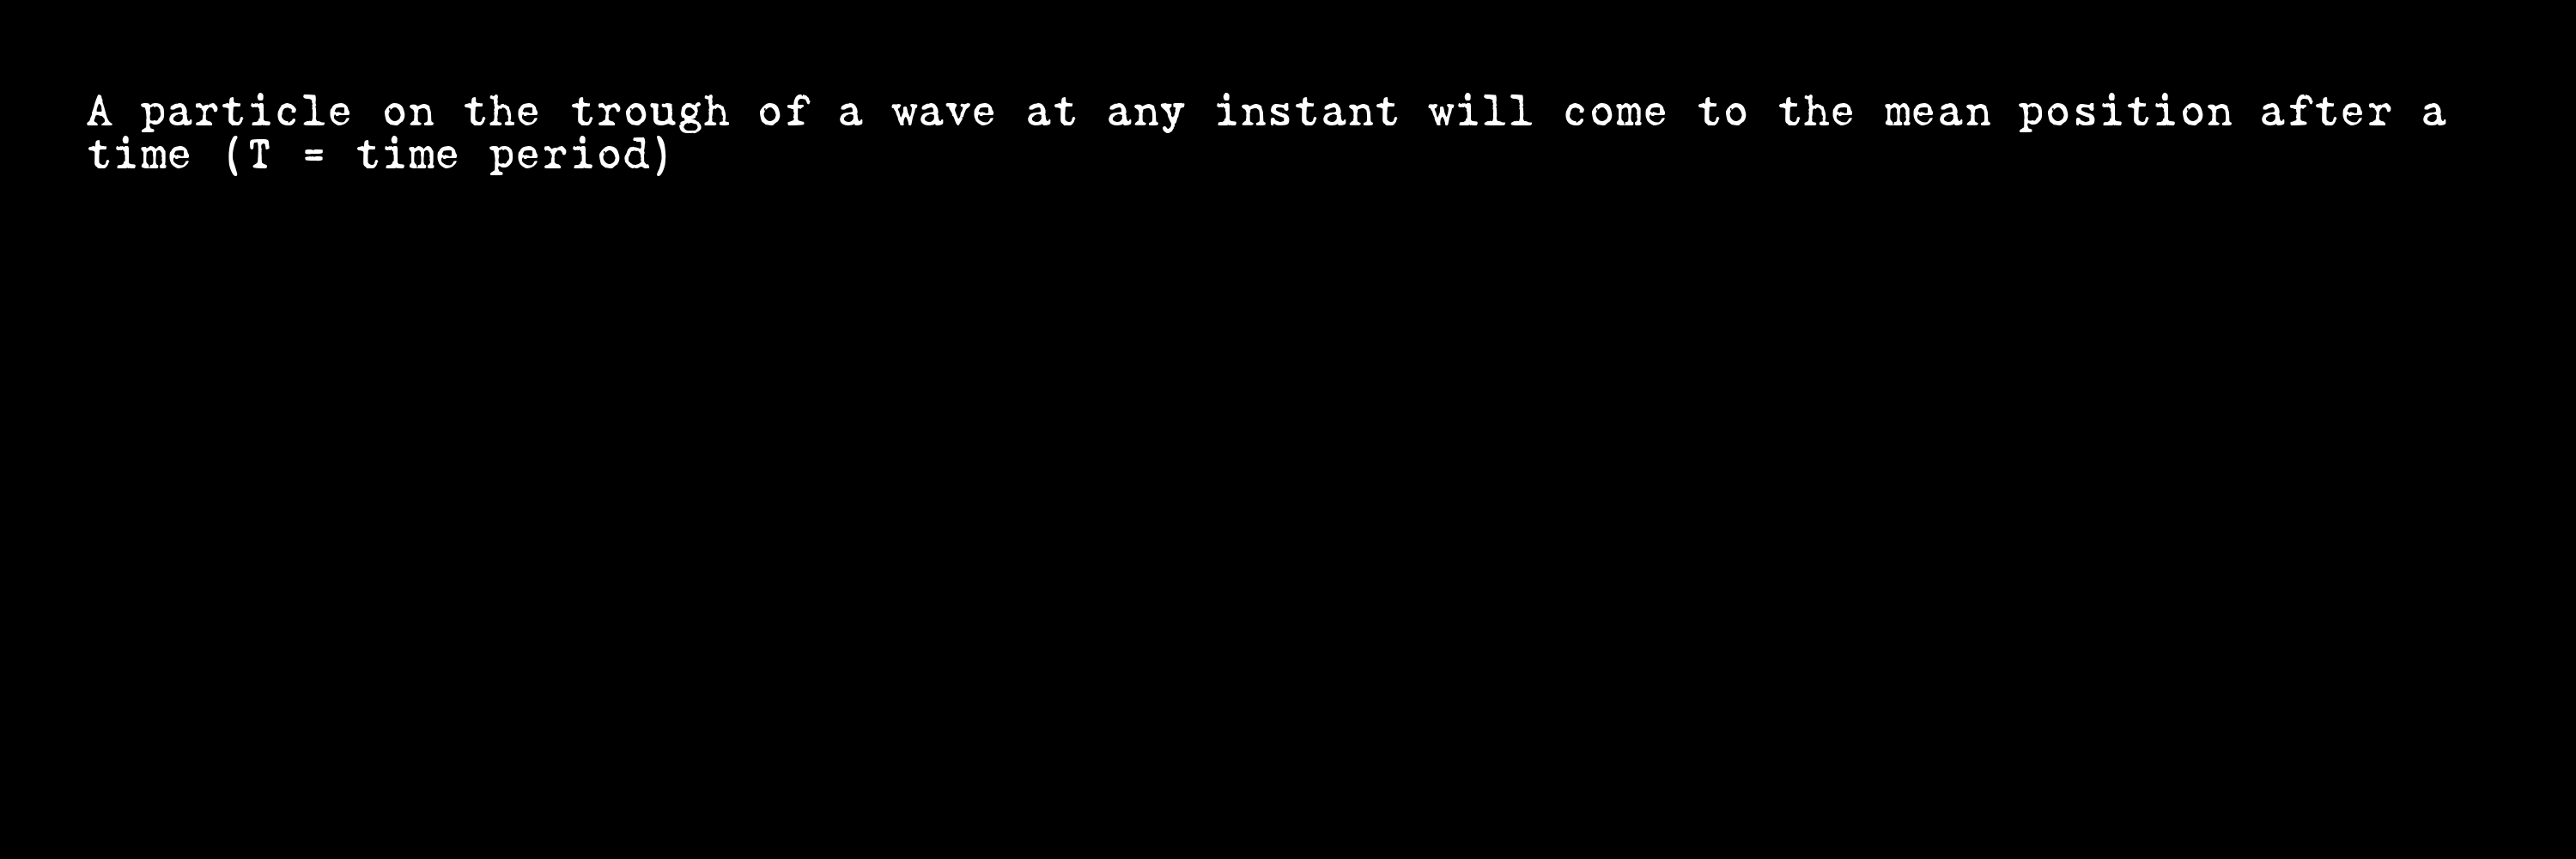 A particle on the trough of a wave at any instant will come to the mean position after a
time (T = time period)